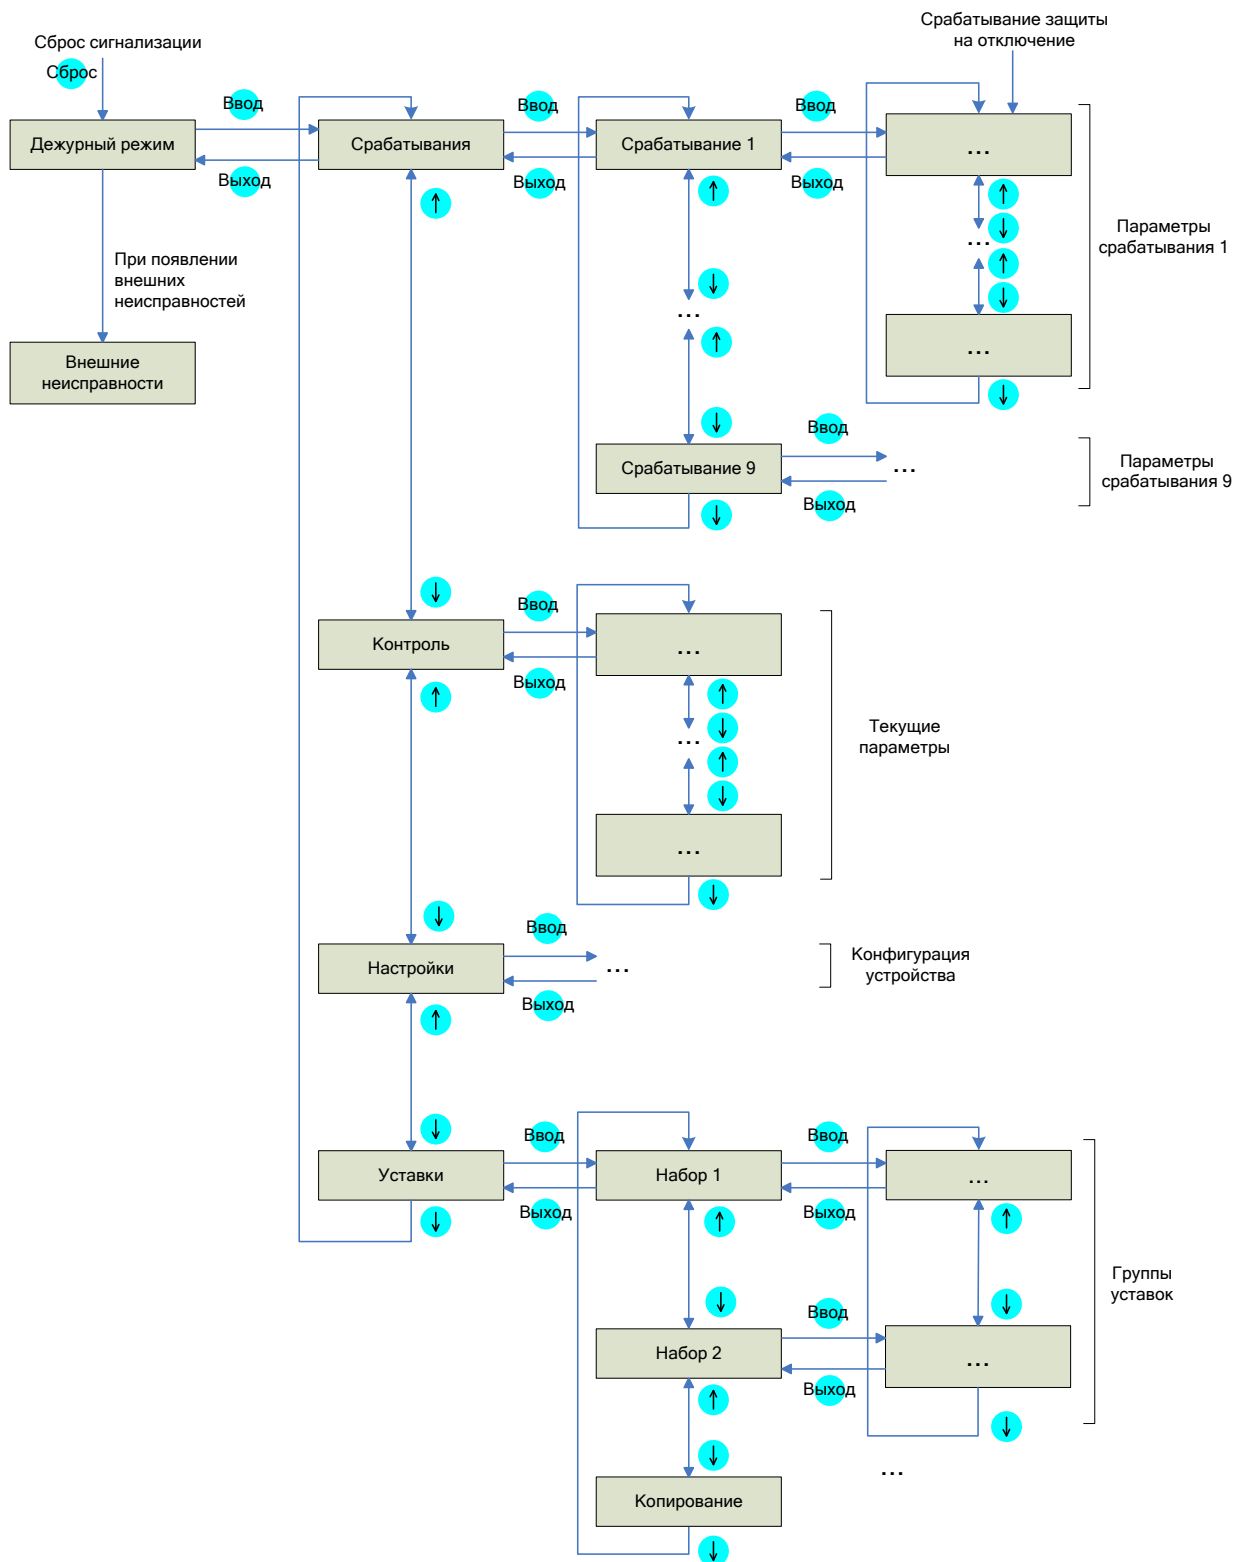 Сброс сигнализации
Сброс
Срабатывание защиты
на отключение
Ввод
Ввод
Ввод
Дежурный режим
Срабатывания
Срабатывание 1
...
Выход
Выход
Выход
↑
↑
↑
↓
...
↑
↓
Параметры
срабатывания 1
При появлении
внешних
неисправностей
↓
...
↑
...
Внешние
неисправности
↓
↓
Ввод
Срабатывание 9
...
Выход
Параметры
срабатывания 9
↓
↓
Ввод
Контроль
...
Выход
↑
↑
↓
...
↑
↓
Текущие
параметры
...
↓
↓
Ввод
Настройки
...
Выход
Конфигурация
устройства
↑
↓
Ввод
Ввод
Уставки
Набор 1
...
Выход
Выход
↓
↑
↑
Группы
уставок
↓
↓
Ввод
Набор 2
...
Выход
↑
↓
↓
...
Копирование
↓